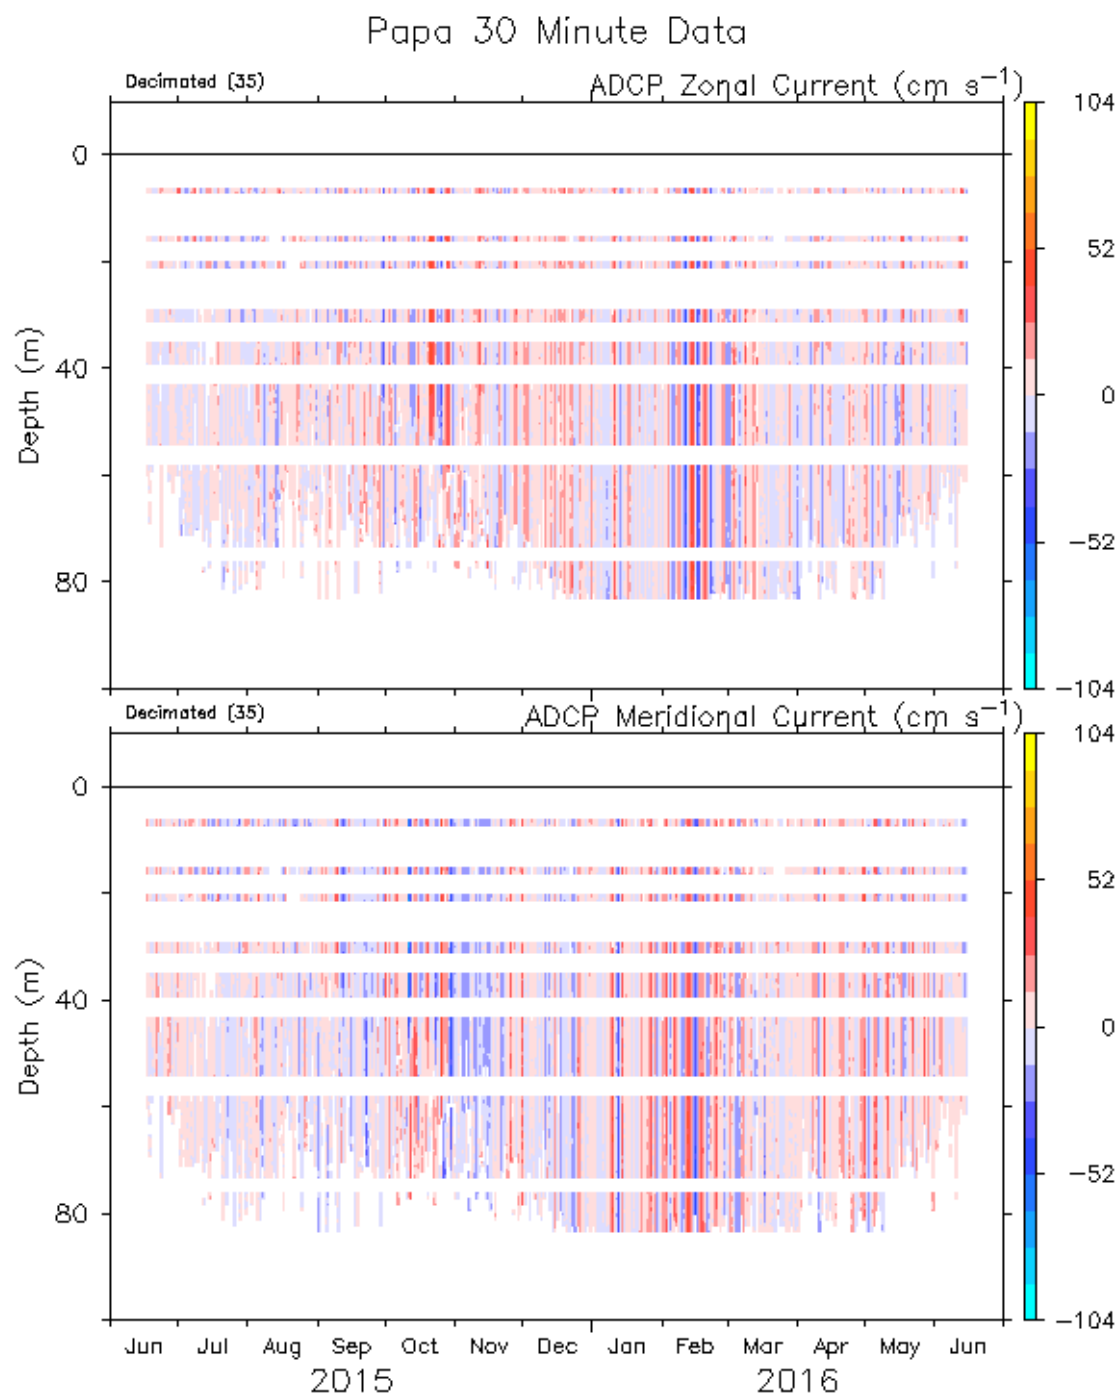 Papa 30 Minute Data
Decimated (35) ADCP Zonal Current (cm s⁻¹)
104
0
52
Depth (m)
40
0
−52
80
−104
Decimated (35) ADCP Meridional Current (cm s⁻¹)
104
0
52
Depth (m)
40
0
−52
80
−104
Jun Jul Aug Sep Oct Nov Dec Jan Feb Mar Apr May Jun
2015 2016